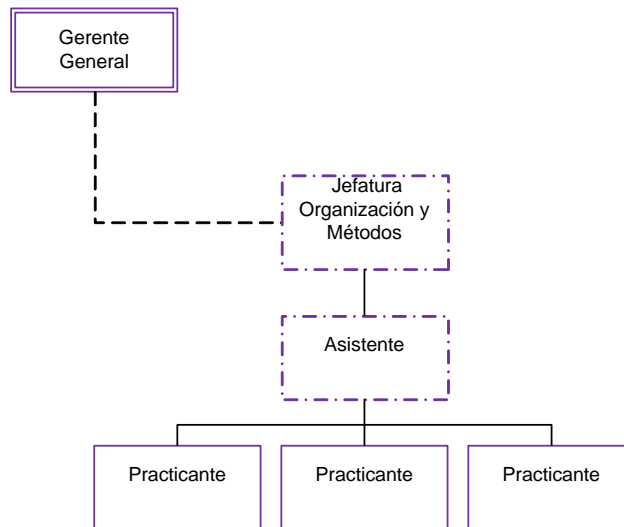 Gerente
General
Jefatura
Organización y
Métodos
Asistente
Practicante
Practicante
Practicante